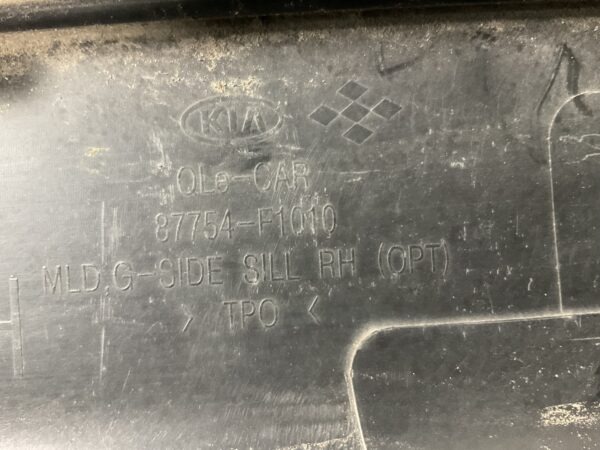 KIA
QLe-CAR
87754-F1010
MLD,G-SIDE SILL RH (OPT)
> TPO <